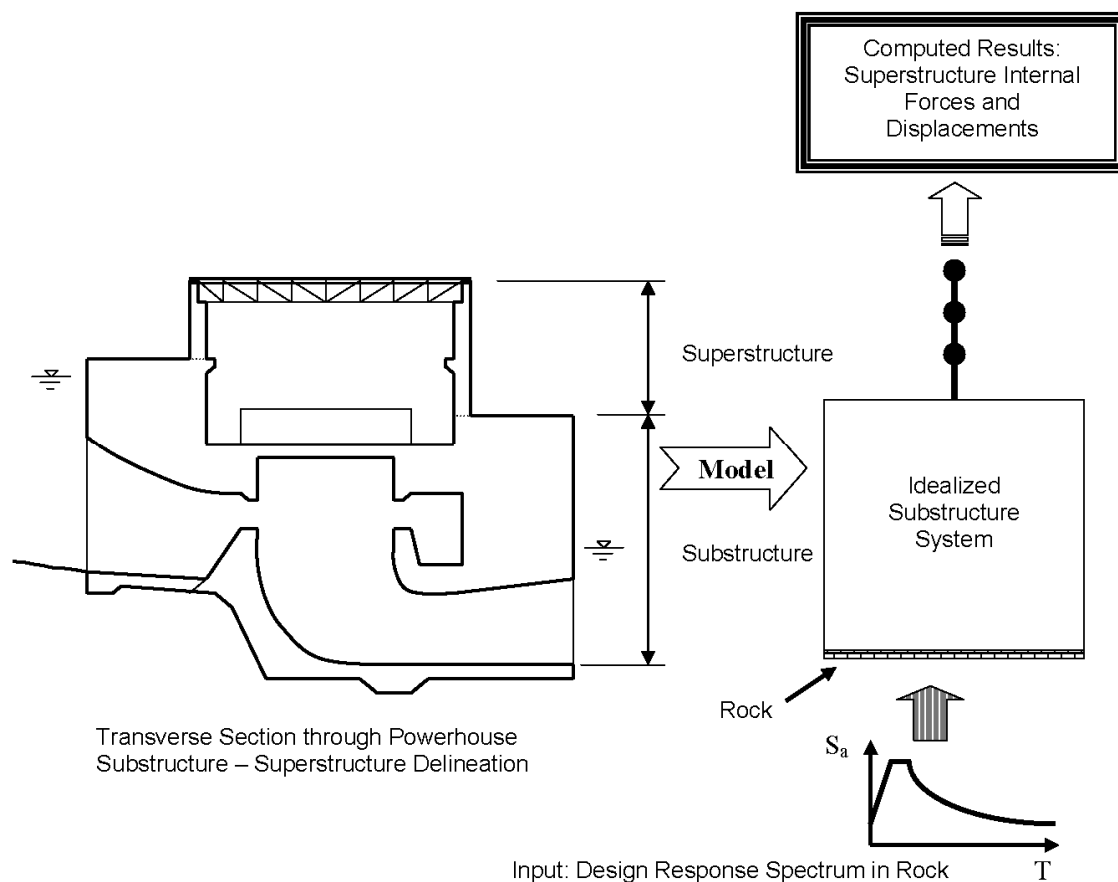 Computed Results:
Superstructure Internal
Forces and
Displacements
Superstructure
Model
Idealized
Substructure
System
Substructure
Rock
Transverse Section through Powerhouse
Substructure – Superstructure Delineation
Sa
T
Input: Design Response Spectrum in Rock